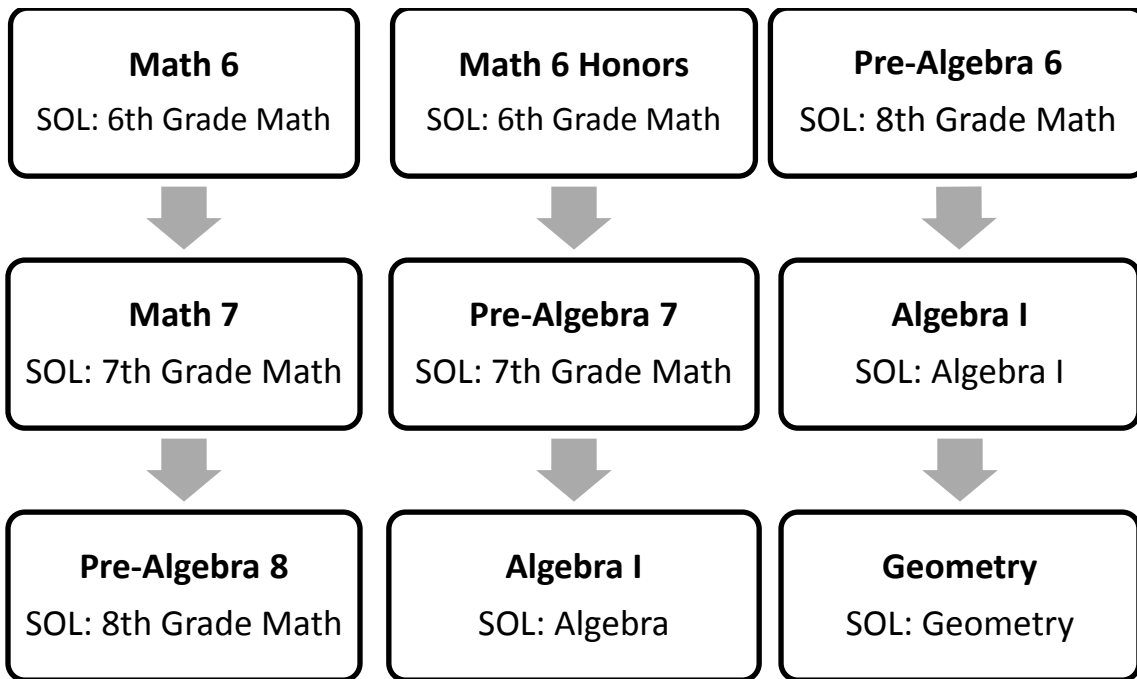 Math 6
SOL: 6th Grade Math
Math 6 Honors
SOL: 6th Grade Math
Pre-Algebra 6
SOL: 8th Grade Math
Math 7
SOL: 7th Grade Math
Pre-Algebra 7
SOL: 7th Grade Math
Algebra I
SOL: Algebra I
Pre-Algebra 8
SOL: 8th Grade Math
Algebra I
SOL: Algebra
Geometry
SOL: Geometry